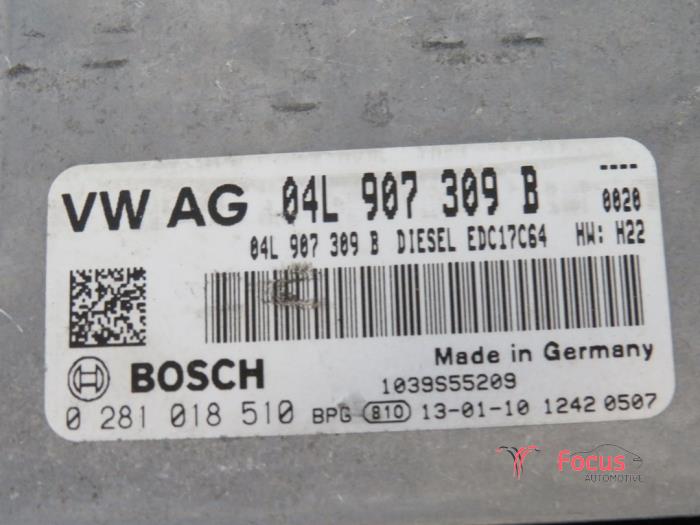 VW AG 04L 907 309 B 0020
04L 907 309 B DIESEL EDC17C64 HW: H22
BOSCH
Made in Germany
1039S55209
0 281 018 510 BPG 810 13-01-10 1242 0507
Focus
AUTOMOTIVE